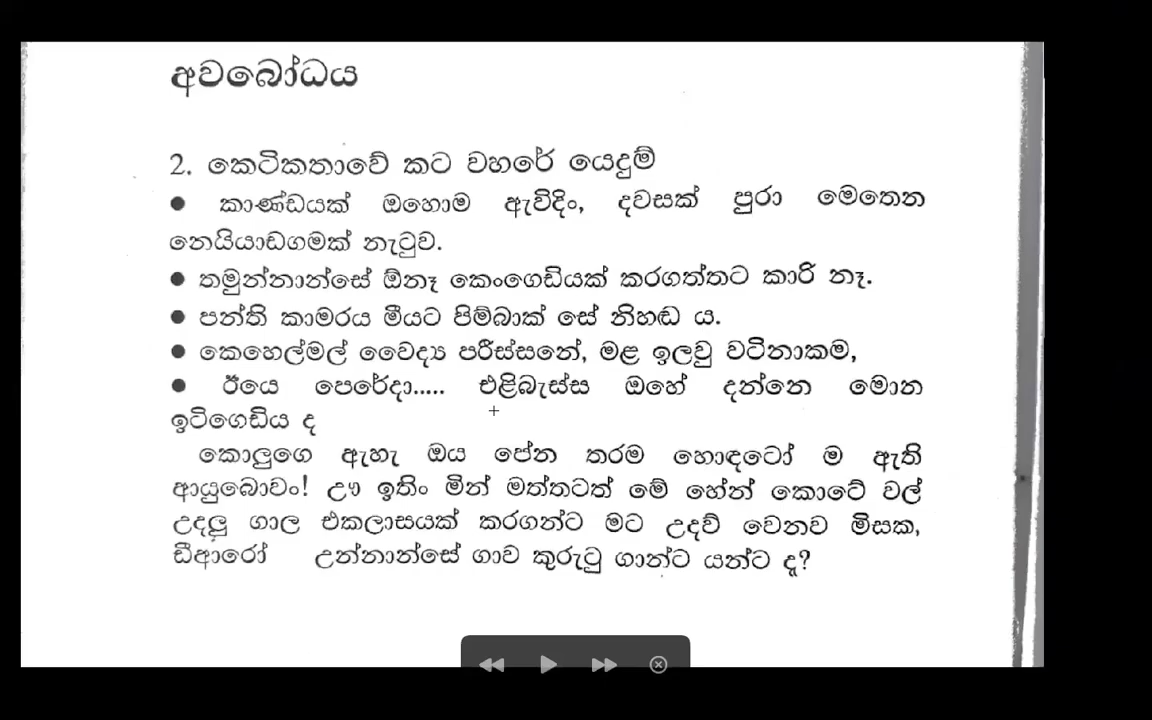 අවබෝධය
2. කෙටිකතාවේ කට වහරේ යෙදුම්
● කාණ්ඩයක් ඔහොම ඇවිදිං, දවසක් පුරා මෙතෙන
නෙයියාඩගමක් නැටුව.
● තමුන්නාන්සේ ඕනෑ කෙංගෙඩියක් කරගත්තට කාරි නෑ.
● පන්ති කාමරය මීයට පිම්බාක් සේ නිහඬ ය.
● කෙහෙල්මල් වෛද්‍ය පරීස්සනේ, මළ ඉලව් වටිනාකම,
● ඊයෙ පෙරේදා..... එළිබැස්ස ඔහේ දන්නෙ මොන
ඉටිගෙඩිය ද
කොලුගෙ ඇහැ ඔය පේන තරම හොඳටෝ ම ඇති
ආයුබොවං! ඌ ඉතිං මින් මත්තටත් මේ හේන් කොටේ වල්
උදලු ගාල එකලාසයක් කරගන්ට මට උදව් වෙනව මිසක,
ඩීආරෝ උන්නාන්සේ ගාව කුරුටු ගාන්ට යන්ට ද?